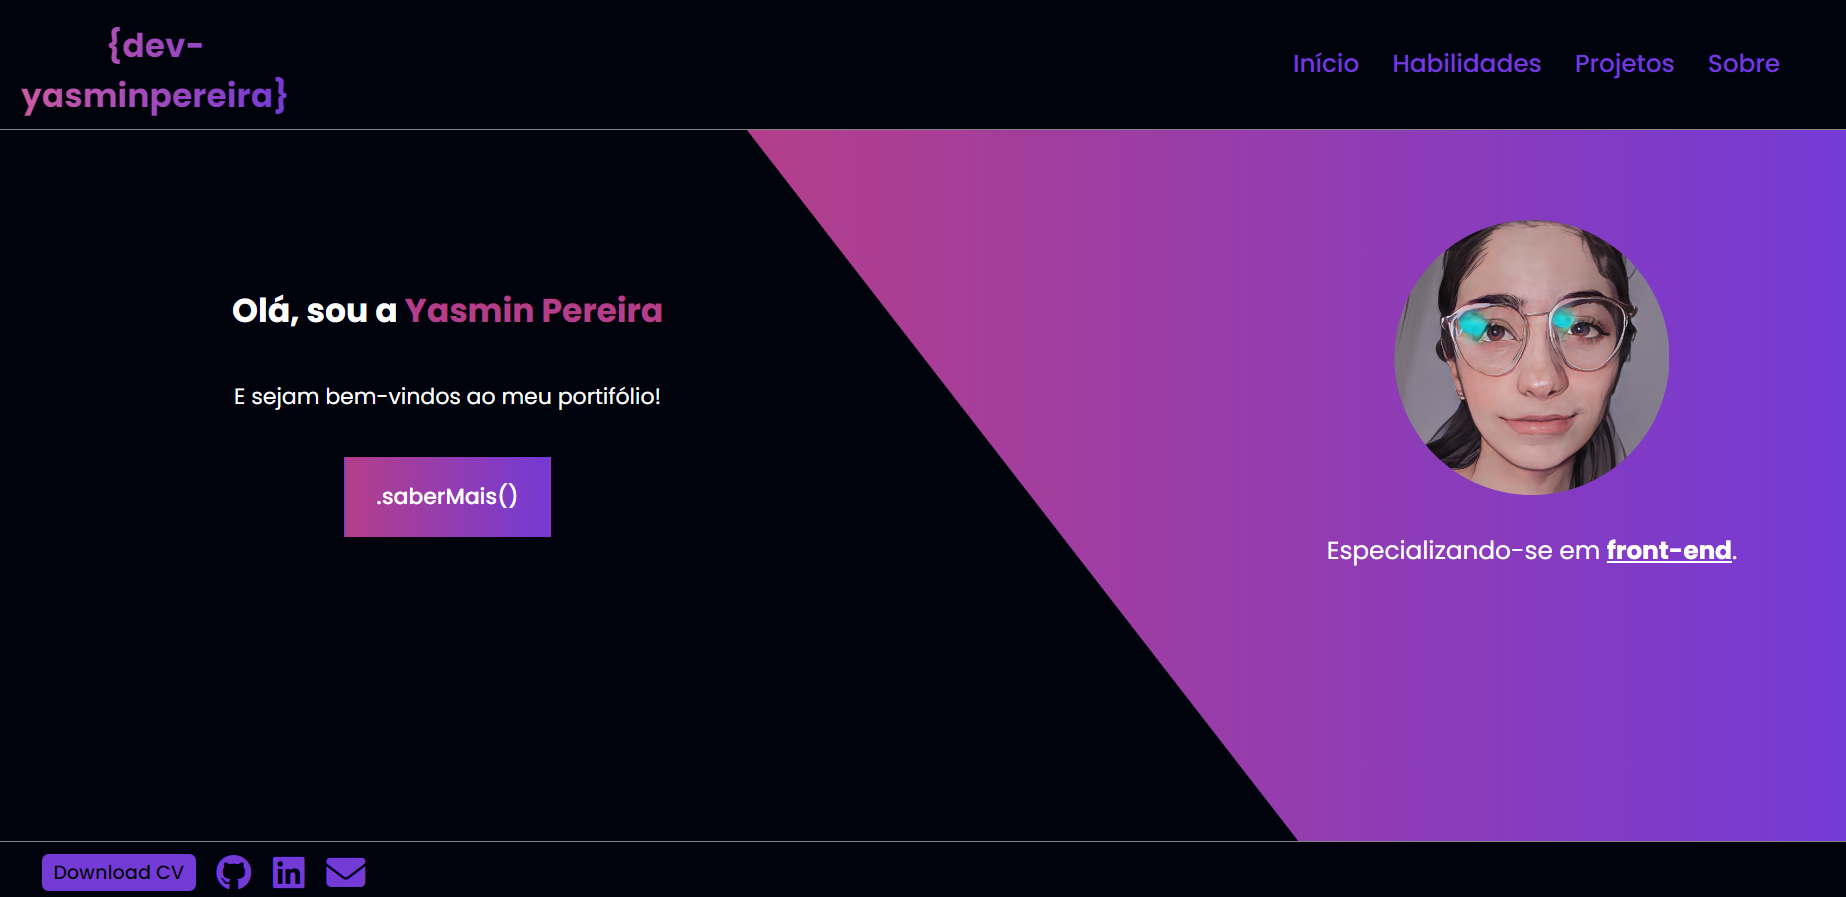 {dev-
yasminpereira}
Início Habilidades Projetos Sobre
Olá, sou a Yasmin Pereira
E sejam bem-vindos ao meu portifólio!
.saberMais()
Especializando-se em front-end.
Download CV
in